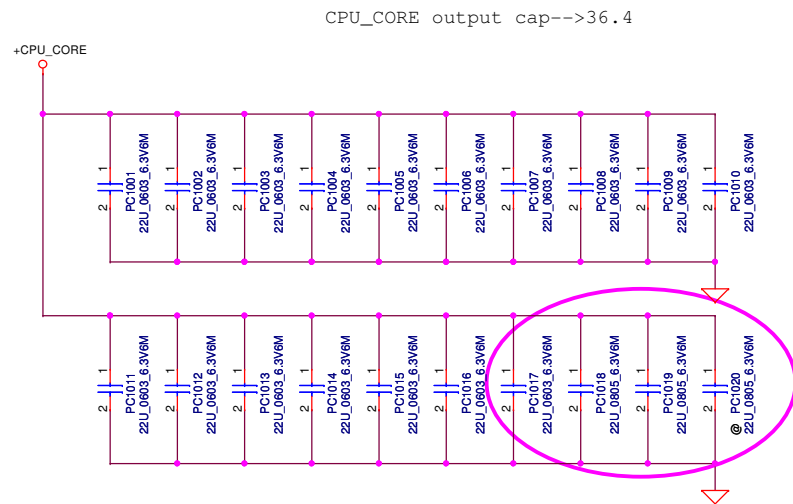 CPU_CORE output cap-->36.4
+CPU_CORE
1
2
PC1001
22U_0603_6.3V6M
1
2
PC1002
22U_0603_6.3V6M
1
2
PC1003
22U_0603_6.3V6M
1
2
PC1004
22U_0603_6.3V6M
1
2
PC1005
22U_0603_6.3V6M
1
2
PC1006
22U_0603_6.3V6M
1
2
PC1007
22U_0603_6.3V6M
1
2
PC1008
22U_0603_6.3V6M
1
2
PC1009
22U_0603_6.3V6M
1
2
PC1010
22U_0603_6.3V6M
1
2
PC1011
22U_0603_6.3V6M
1
2
PC1012
22U_0603_6.3V6M
1
2
PC1013
22U_0603_6.3V6M
1
2
PC1014
22U_0603_6.3V6M
1
2
PC1015
22U_0603_6.3V6M
1
2
PC1016
22U_0603_6.3V6M
1
2
PC1017
22U_0603_6.3V6M
1
2
PC1018
22U_0805_6.3V6M
1
2
PC1019
22U_0805_6.3V6M
1
2
@ PC1020
22U_0805_6.3V6M